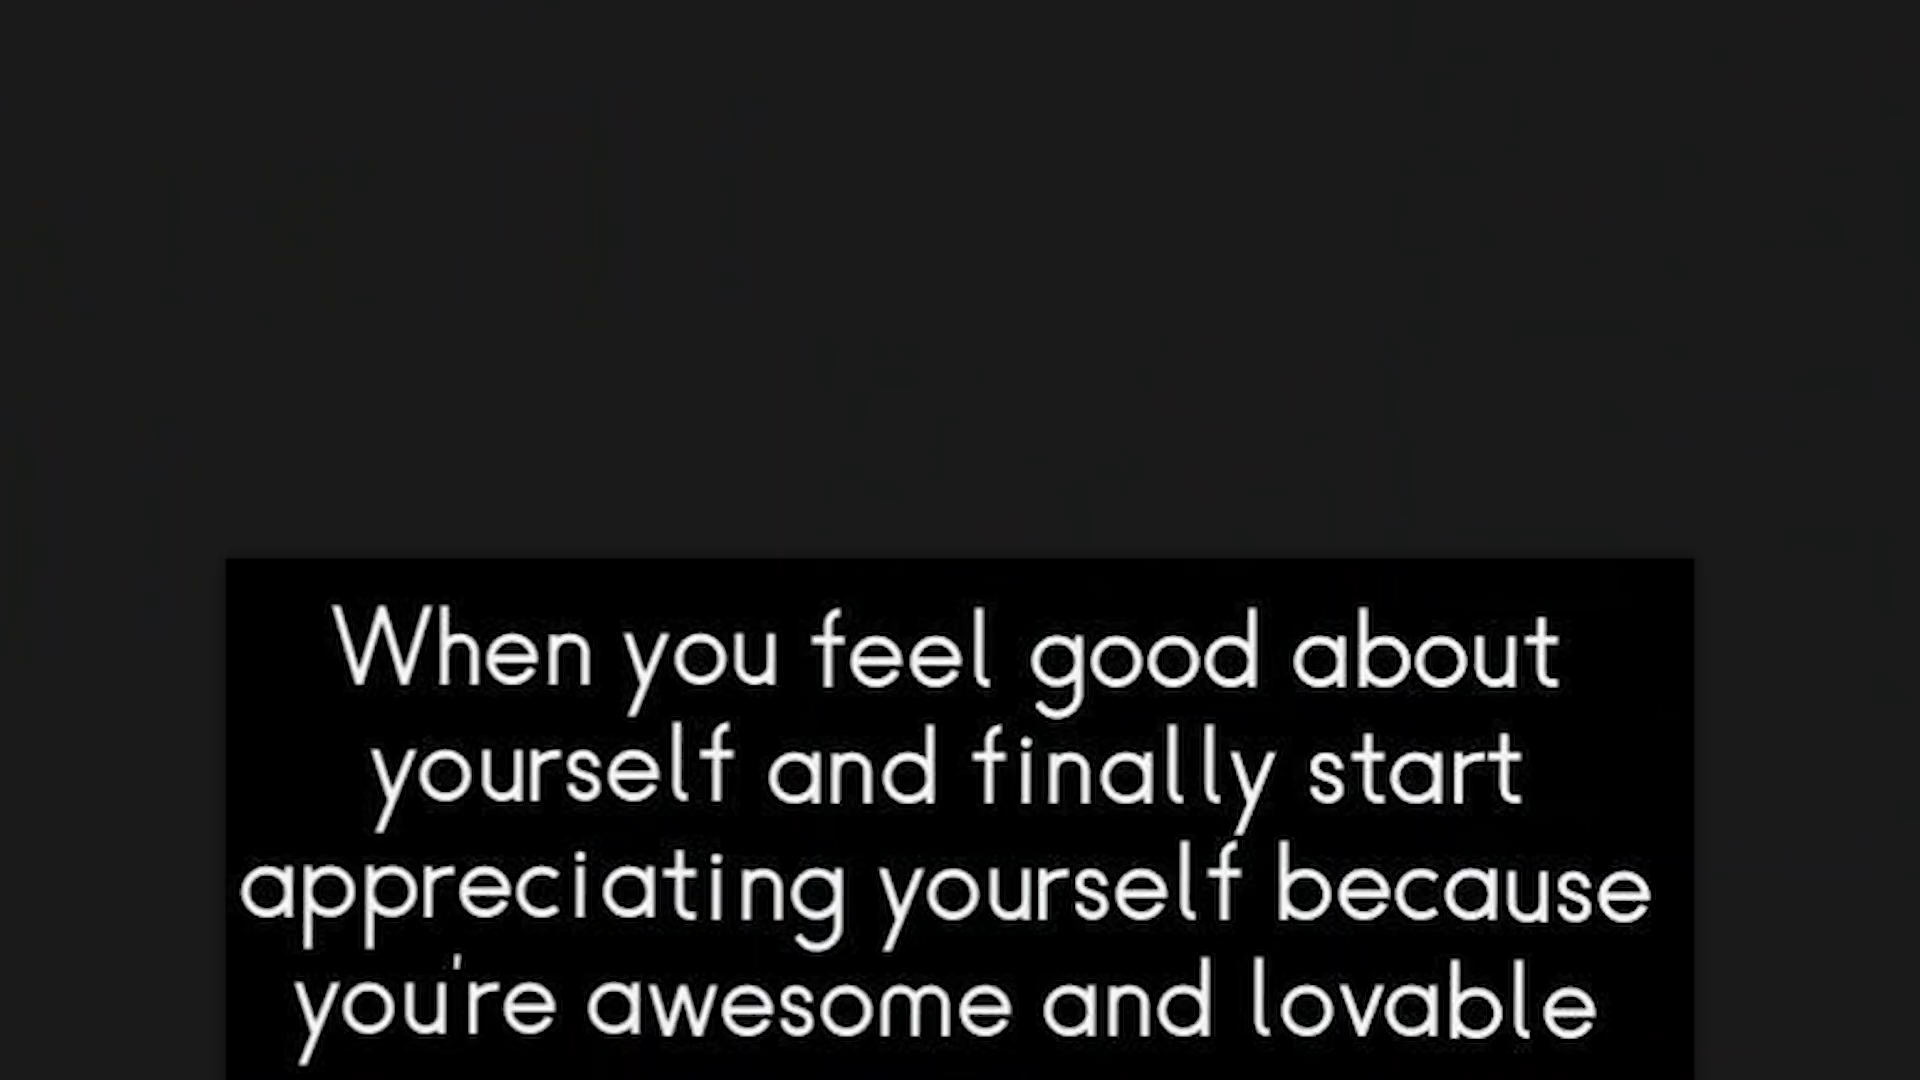 When you feel good about
yourself and finally start
appreciating yourself because
you're awesome and lovable